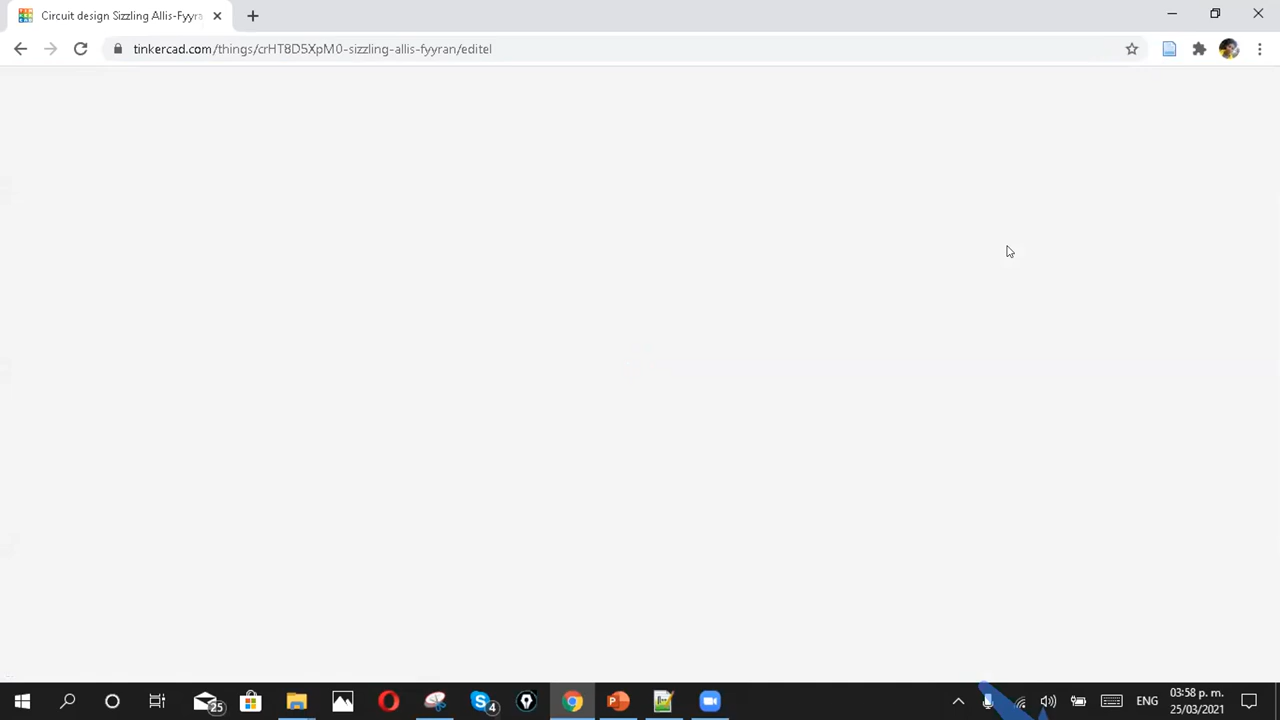 Circuit design Sizzling Allis-Fyyra
tinkercad.com/things/crHT8D5XpM0-sizzling-allis-fyyran/editel
25
4
ENG
03:58 p. m.
25/03/2021